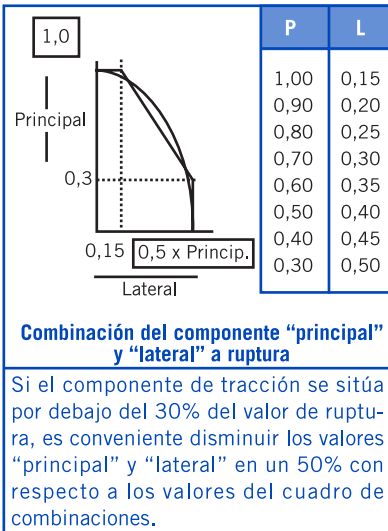 1,0
Principal
0,3
0,15 0,5 x Princip.
Lateral
P L
1,00 0,15
0,90 0,20
0,80 0,25
0,70 0,30
0,60 0,35
0,50 0,40
0,40 0,45
0,30 0,50
Combinación del componente “principal”
y “lateral” a ruptura
Si el componente de tracción se sitúa
por debajo del 30% del valor de ruptu-
ra, es conveniente disminuir los valores
“principal” y “lateral” en un 50% con
respecto a los valores del cuadro de
combinaciones.